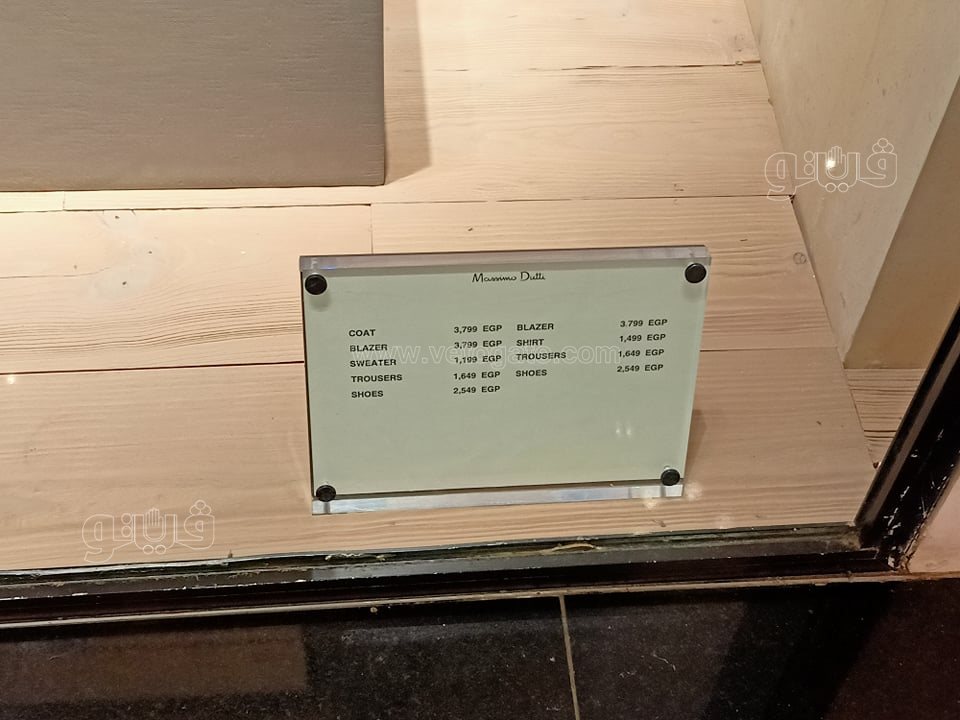 فيتو
Massimo Dutti
COAT 3,799 EGP
BLAZER 3,799 EGP
SWEATER 1,199 EGP
TROUSERS 1,649 EGP
SHOES 2,549 EGP
BLAZER 3.799 EGP
SHIRT 1,499 EGP
TROUSERS 1,649 EGP
SHOES 2,549 EGP
فيتو